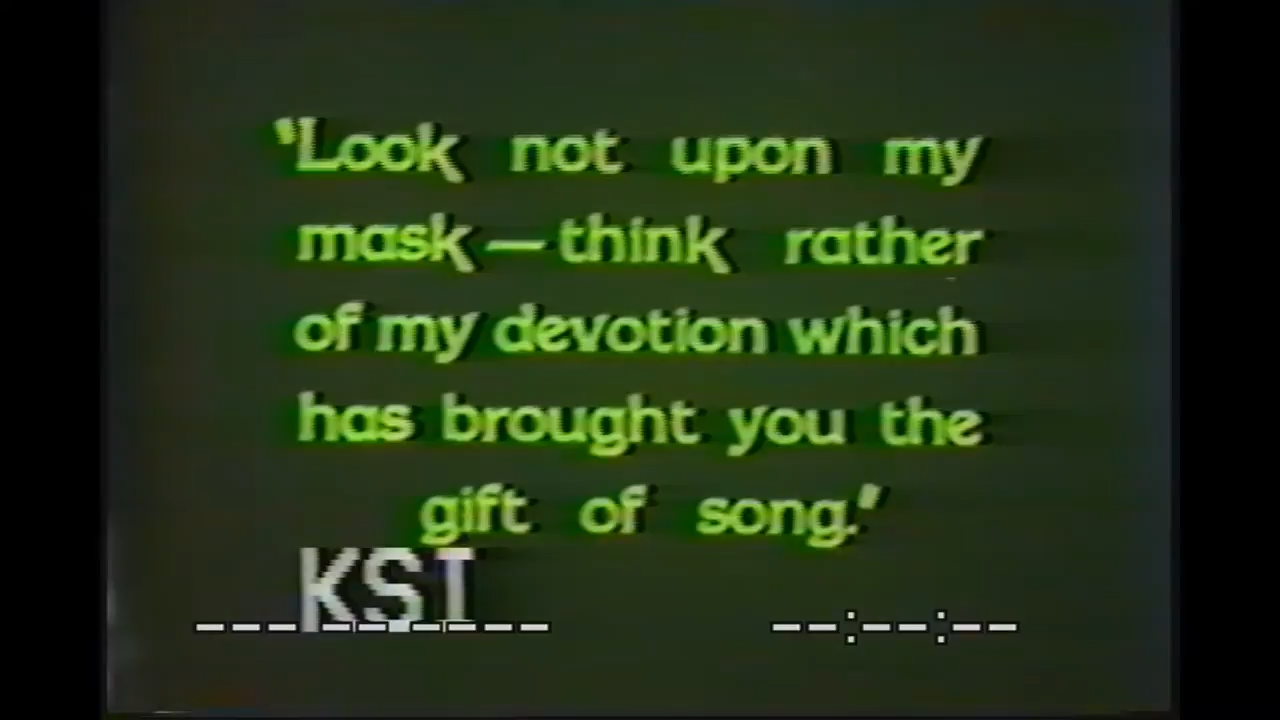 "Look not upon my
mask—think rather
of my devotion which
has brought you the
gift of song."
KSI
--- -- -- -- --:--:--